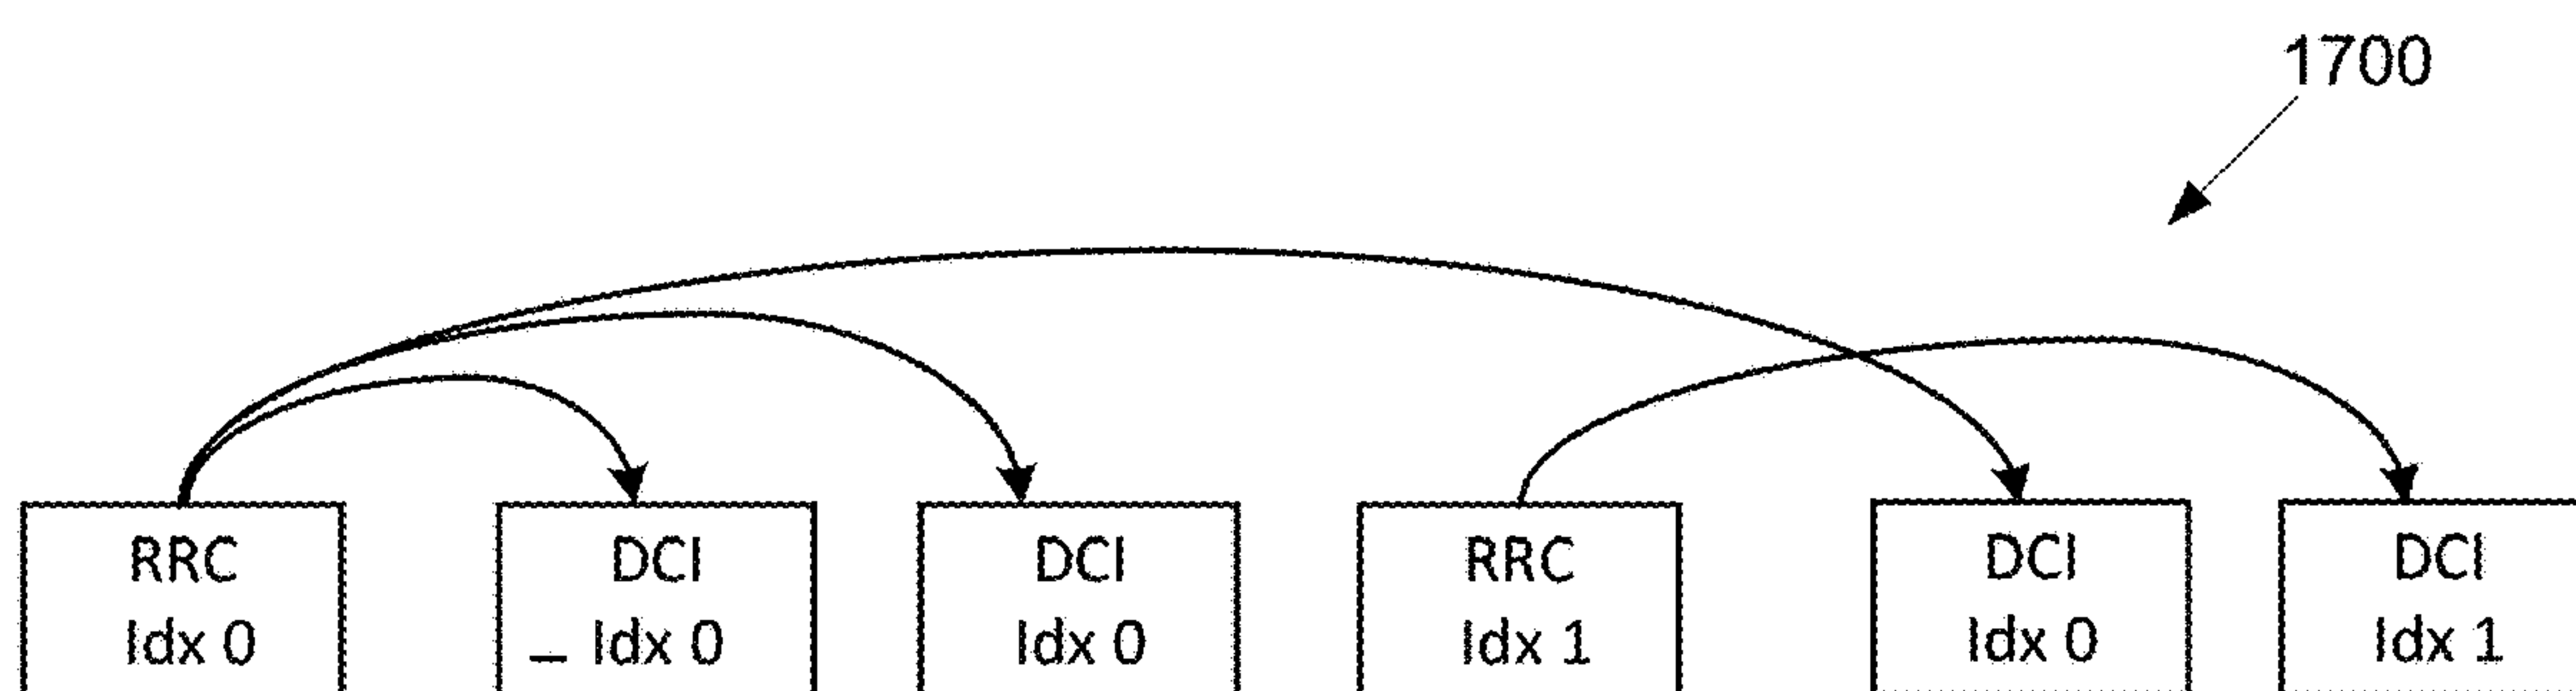 1700
RRC
Idx 0
DCI
_ Idx 0
DCI
Idx 0
RRC
Idx 1
DCI
Idx 0
DCI
Idx 1